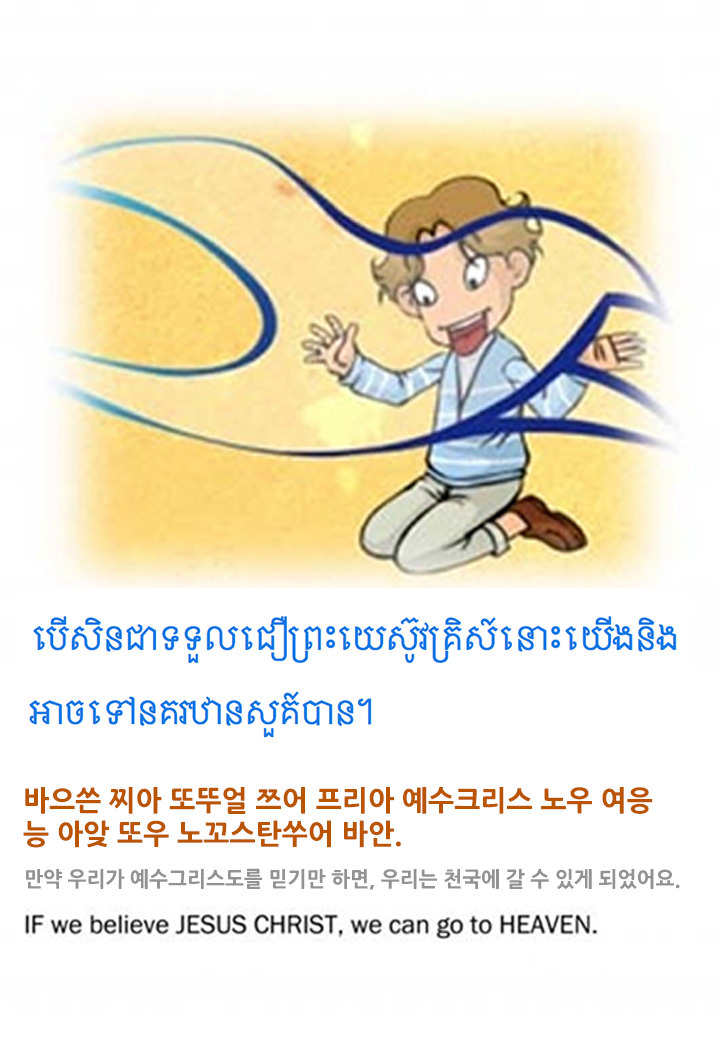 បើសិនជាទទួលជឿព្រះយេស៊ូវគ្រិស៍នោះយើងនិង
អាចទៅនគរឋានសួគ៍បាន។
바으쓴 찌아 또뚜얼 쯔어 프리아 예수크리스 노우 여응
능 아앛 또우 노꼬스탄쑤어 바안.
만약 우리가 예수그리스도를 믿기만 하면, 우리는 천국에 갈 수 있게 되었어요.
IF we believe JESUS CHRIST, we can go to HEAVEN.